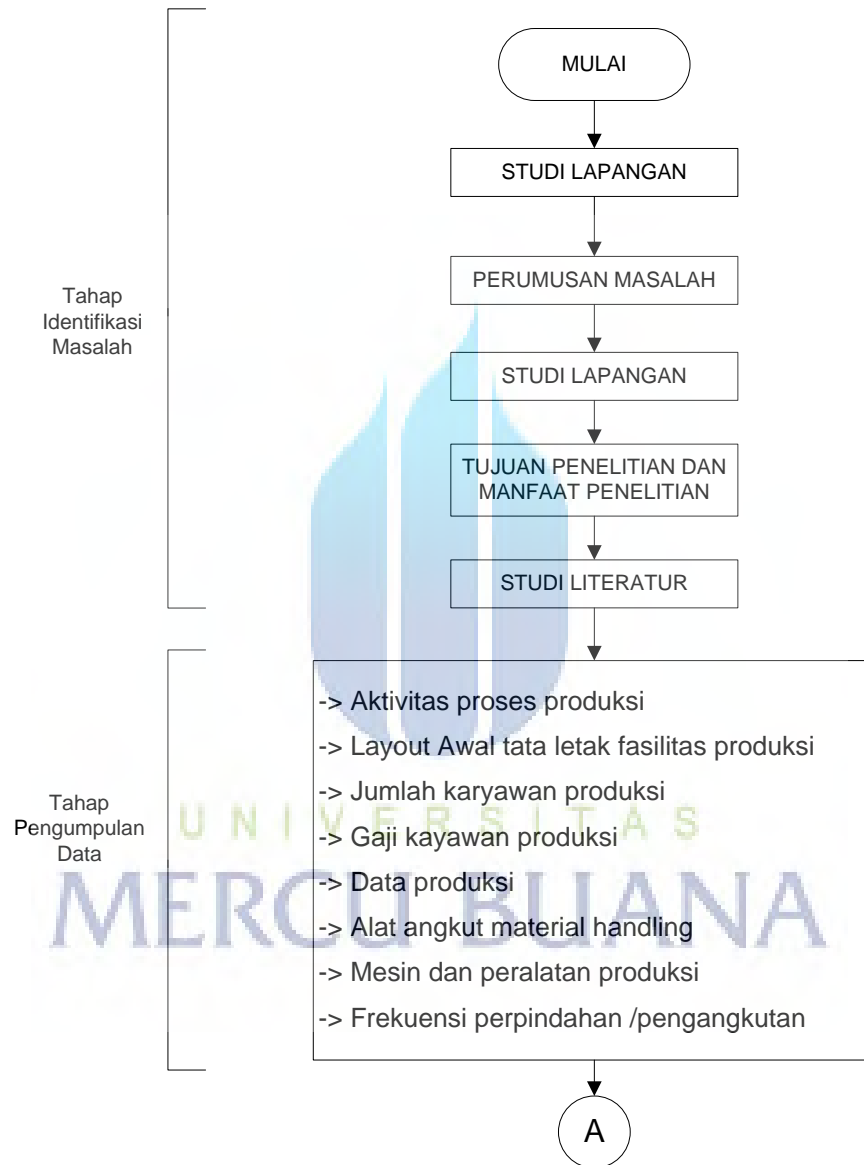 MULAI
STUDI LAPANGAN
PERUMUSAN MASALAH
Tahap
Identifikasi
Masalah
STUDI LAPANGAN
TUJUAN PENELITIAN DAN
MANFAAT PENELITIAN
STUDI LITERATUR
-> Aktivitas proses produksi
-> Layout Awal tata letak fasilitas produksi
-> Jumlah karyawan produksi
Tahap
Pengumpulan
Data
UNIVERSITAS
-> Gaji kayawan produksi
-> Data produksi
MERCU BUANA
-> Alat angkut material handling
-> Mesin dan peralatan produksi
-> Frekuensi perpindahan /pengangkutan
A